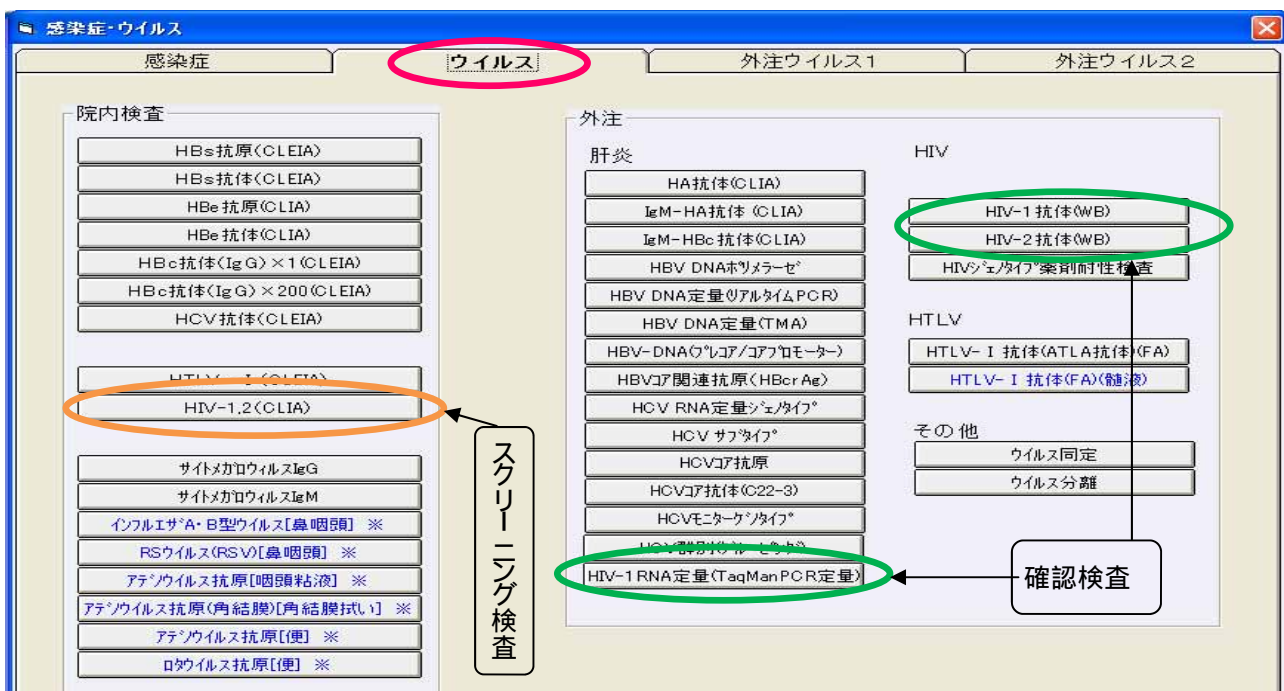 感染症・ウイルス
感染症
ウイルス
外注ウイルス1
外注ウイルス2
院内検査
HBs抗原(CLEIA)
HBs抗体(CLEIA)
HBe抗原(CLIA)
HBe抗体(CLIA)
HBc抗体(IgG)×1(CLEIA)
HBc抗体(IgG)×200(CLEIA)
HCV抗体(CLEIA)
HTLV-Ⅰ(CLEIA)
HIV-1,2(CLIA)
サイトメガロウィルスIgG
サイトメガロウィルスIgM
インフルエザA・B型ウイルス[鼻咽頭] ※
RSウイルス(RSV)[鼻咽頭] ※
アデノウイルス抗原[咽頭粘液] ※
アデノウイルス抗原(角結膜)[角結膜拭い] ※
アデノウイルス抗原[便] ※
ロタウイルス抗原[便] ※
スクリーニング検査
外注
肝炎
HA抗体(CLIA)
IgM-HA抗体 (CLIA)
IgM-HBc抗体(CLIA)
HBV DNAポリメラーゼ
HBV DNA定量(リアルタイムPCR)
HBV DNA定量(TMA)
HBV-DNA(プレコア/コアプロモーター)
HBVコア関連抗原(HBcrAg)
HCV RNA定量ジェノタイプ
HCV サブタイプ
HCVコア抗原
HCVコア抗体(C22-3)
HCVモニターケノタイプ
HIV-1 RNA定量(TaqManPCR定量)
HIV
HIV-1抗体(WB)
HIV-2抗体(WB)
HIVジェノタイプ薬剤耐性検査
HTLV
HTLV-Ⅰ 抗体(ATLA抗体)(FA)
HTLV-Ⅰ 抗体(FA)(髄液)
その他
ウイルス同定
ウイルス分離
確認検査